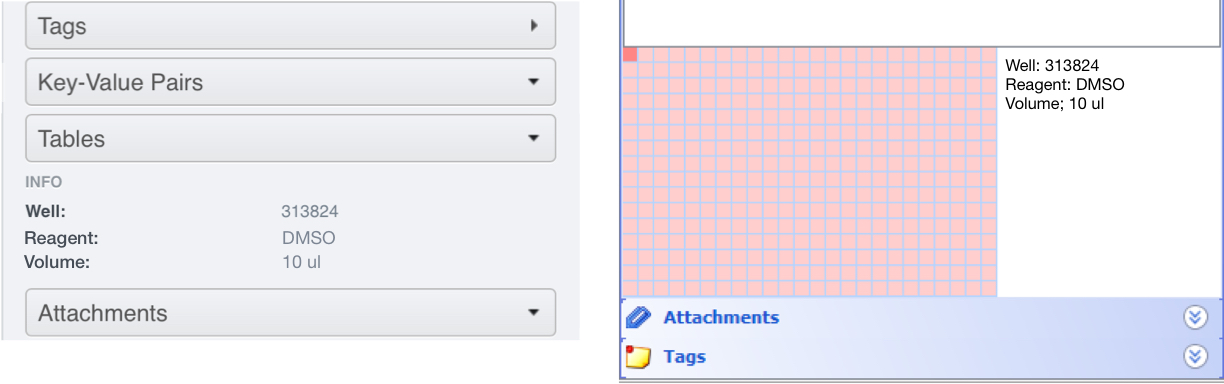 Tags
Key-Value Pairs
Tables
INFO
Well: 313824
Reagent: DMSO
Volume: 10 ul
Attachments
Well: 313824
Reagent: DMSO
Volume; 10 ul
Attachments
Tags